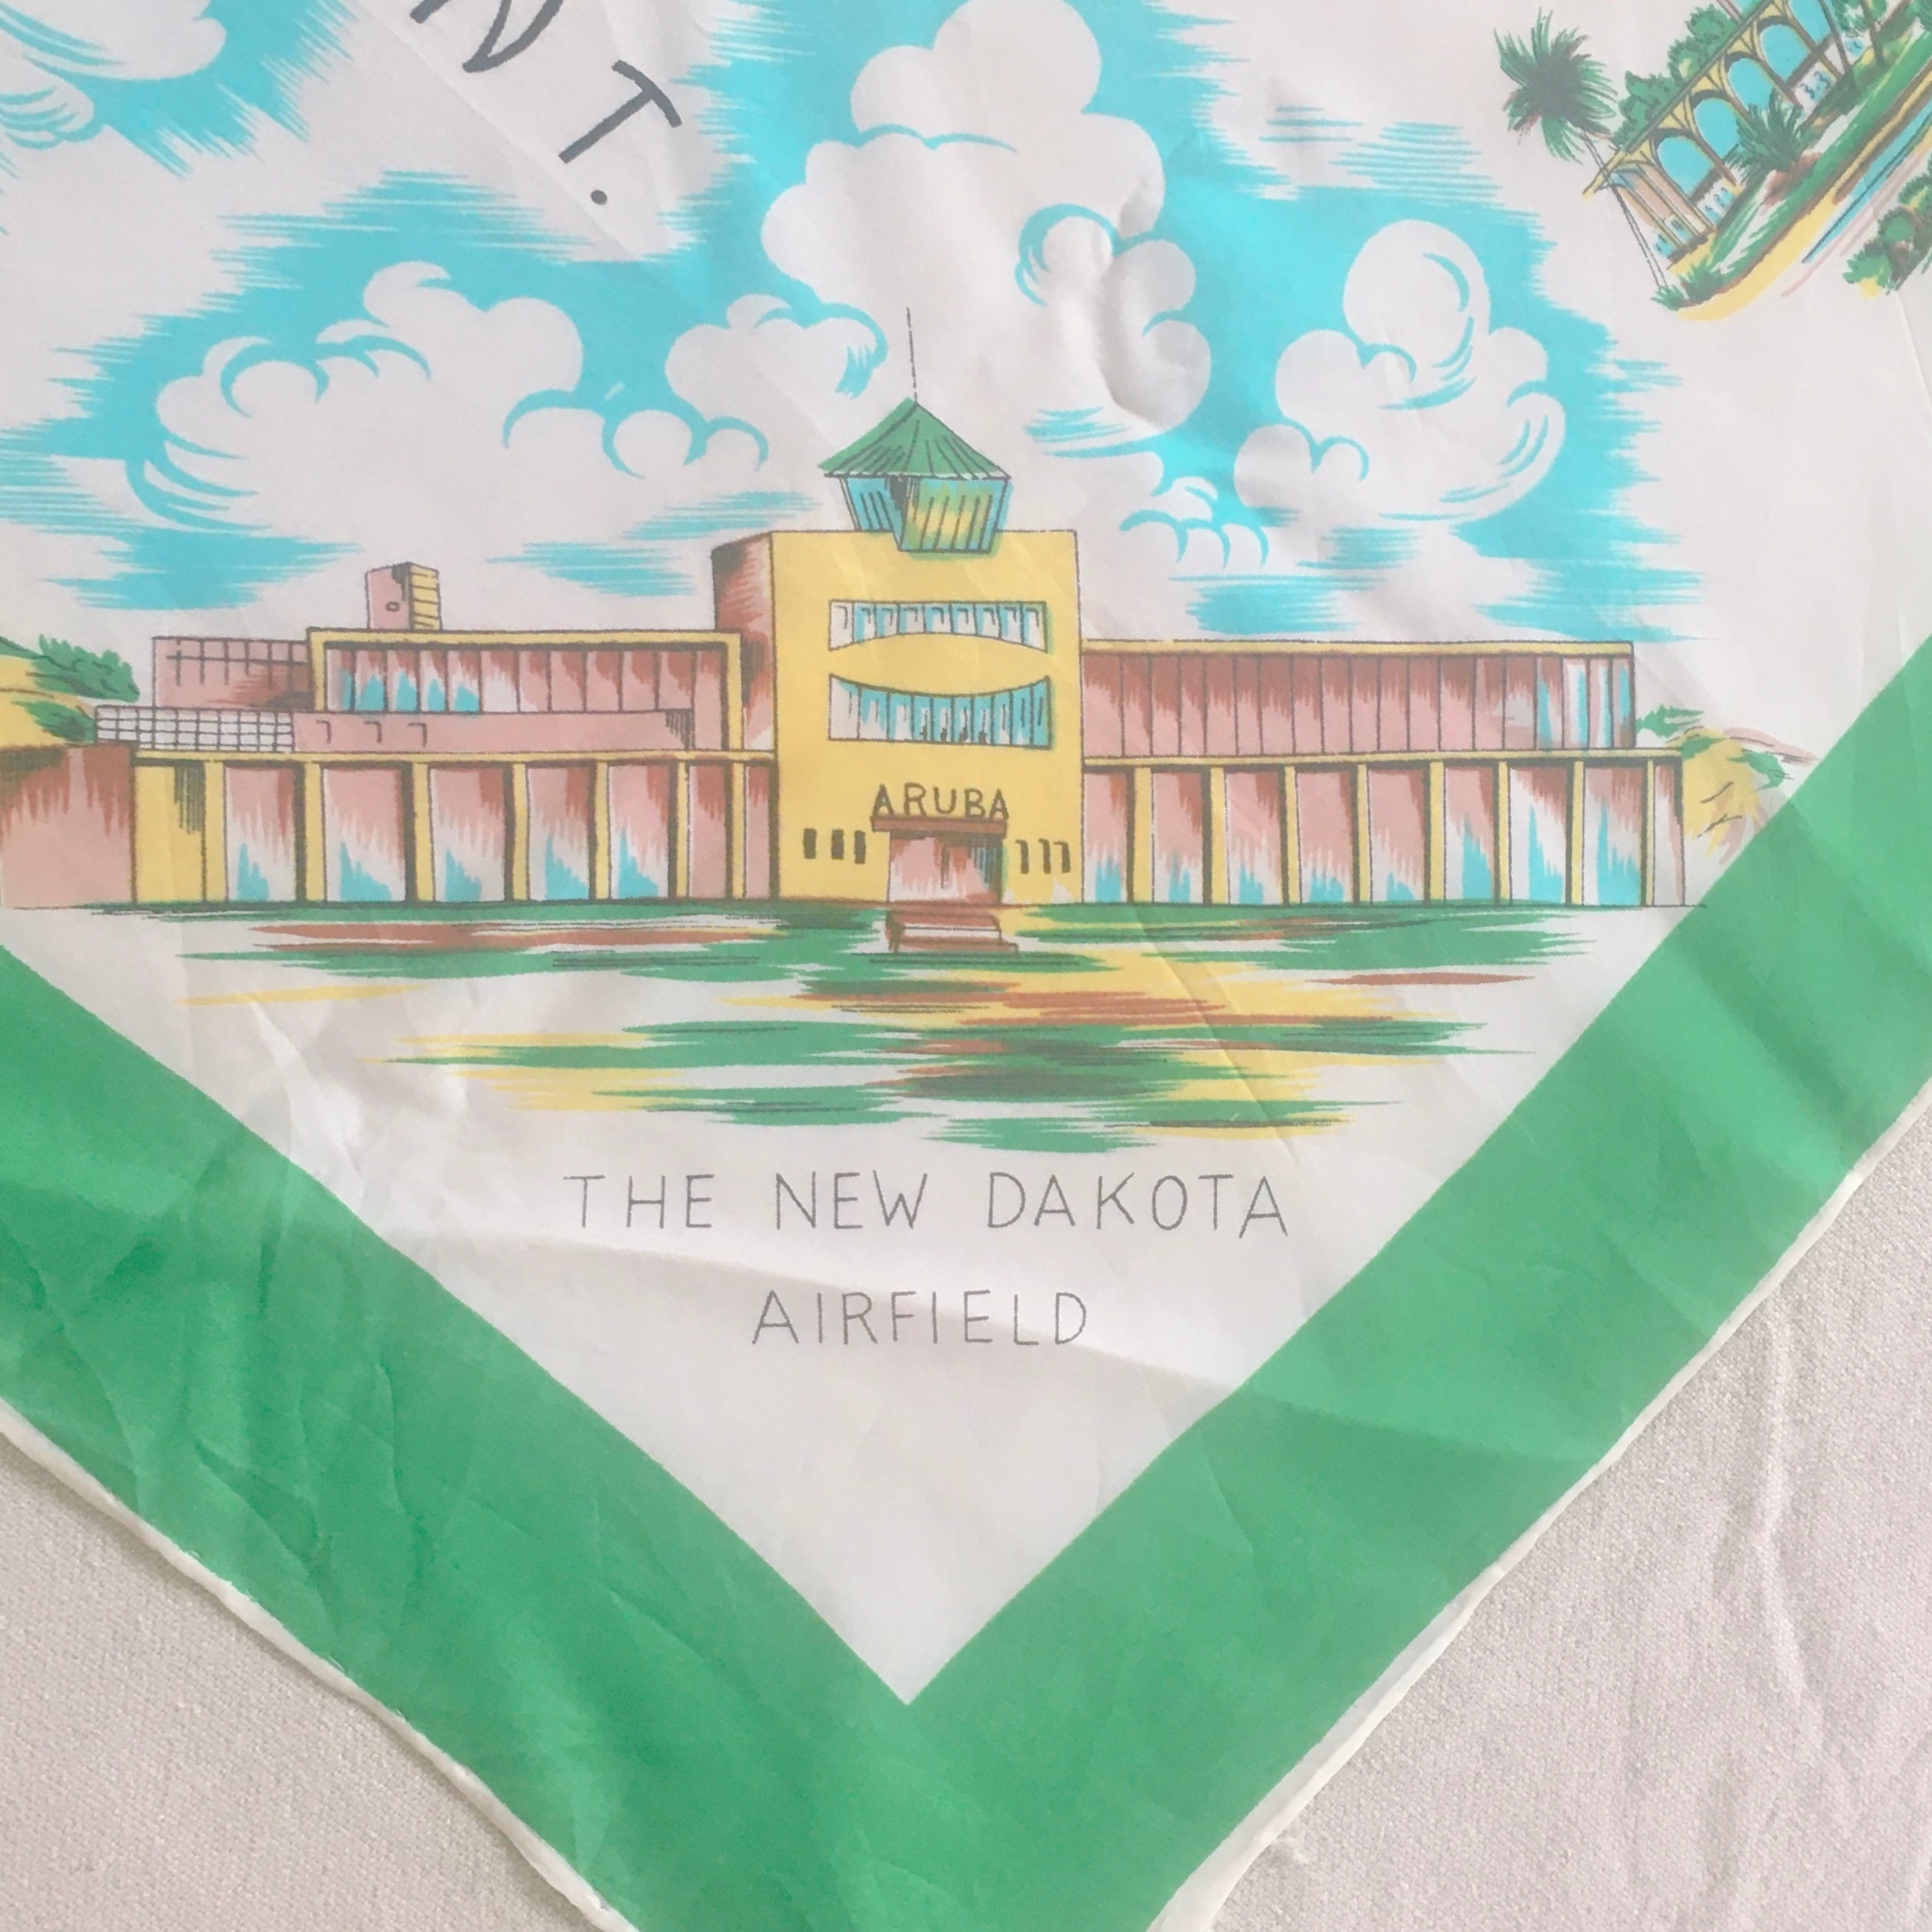 N T.
ARUBA
THE NEW DAKOTA
AIRFIELD